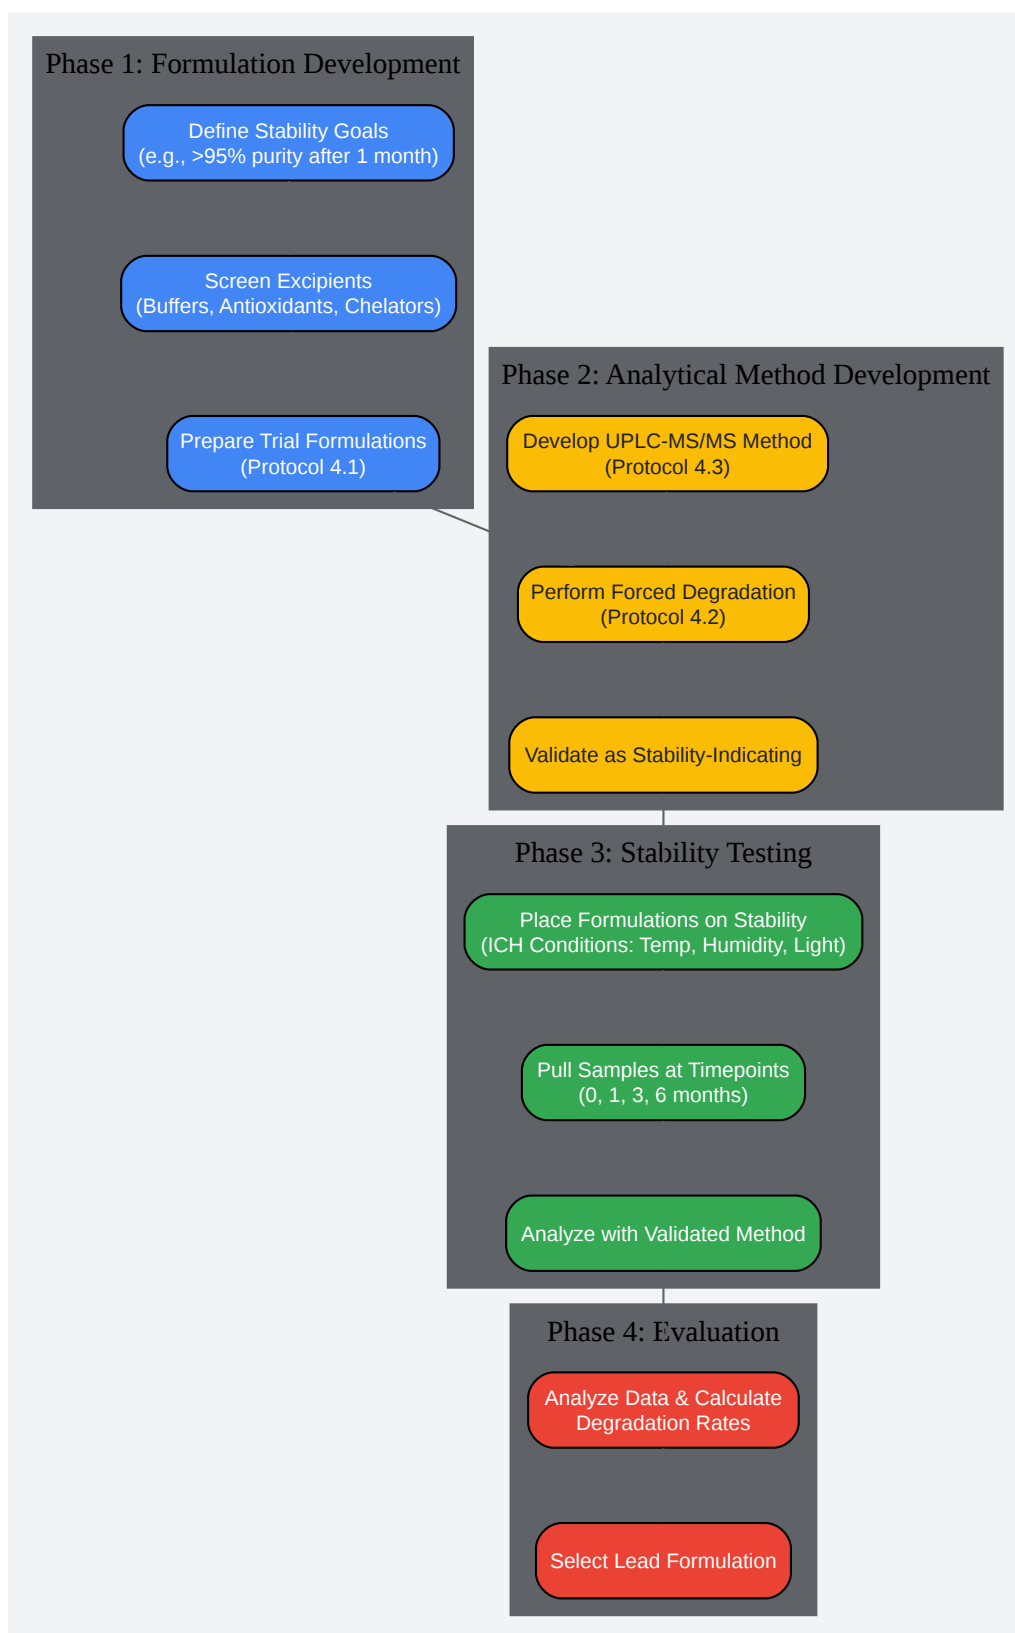 Phase 1: Formulation Development
Define Stability Goals
(e.g., >95% purity after 1 month)
Screen Excipients
(Buffers, Antioxidants, Chelators)
Prepare Trial Formulations
(Protocol 4.1)
Phase 2: Analytical Method Development
Develop UPLC-MS/MS Method
(Protocol 4.3)
Perform Forced Degradation
(Protocol 4.2)
Validate as Stability-Indicating
Phase 3: Stability Testing
Place Formulations on Stability
(ICH Conditions: Temp, Humidity, Light)
Pull Samples at Timepoints
(0, 1, 3, 6 months)
Analyze with Validated Method
Phase 4: Evaluation
Analyze Data & Calculate
Degradation Rates
Select Lead Formulation